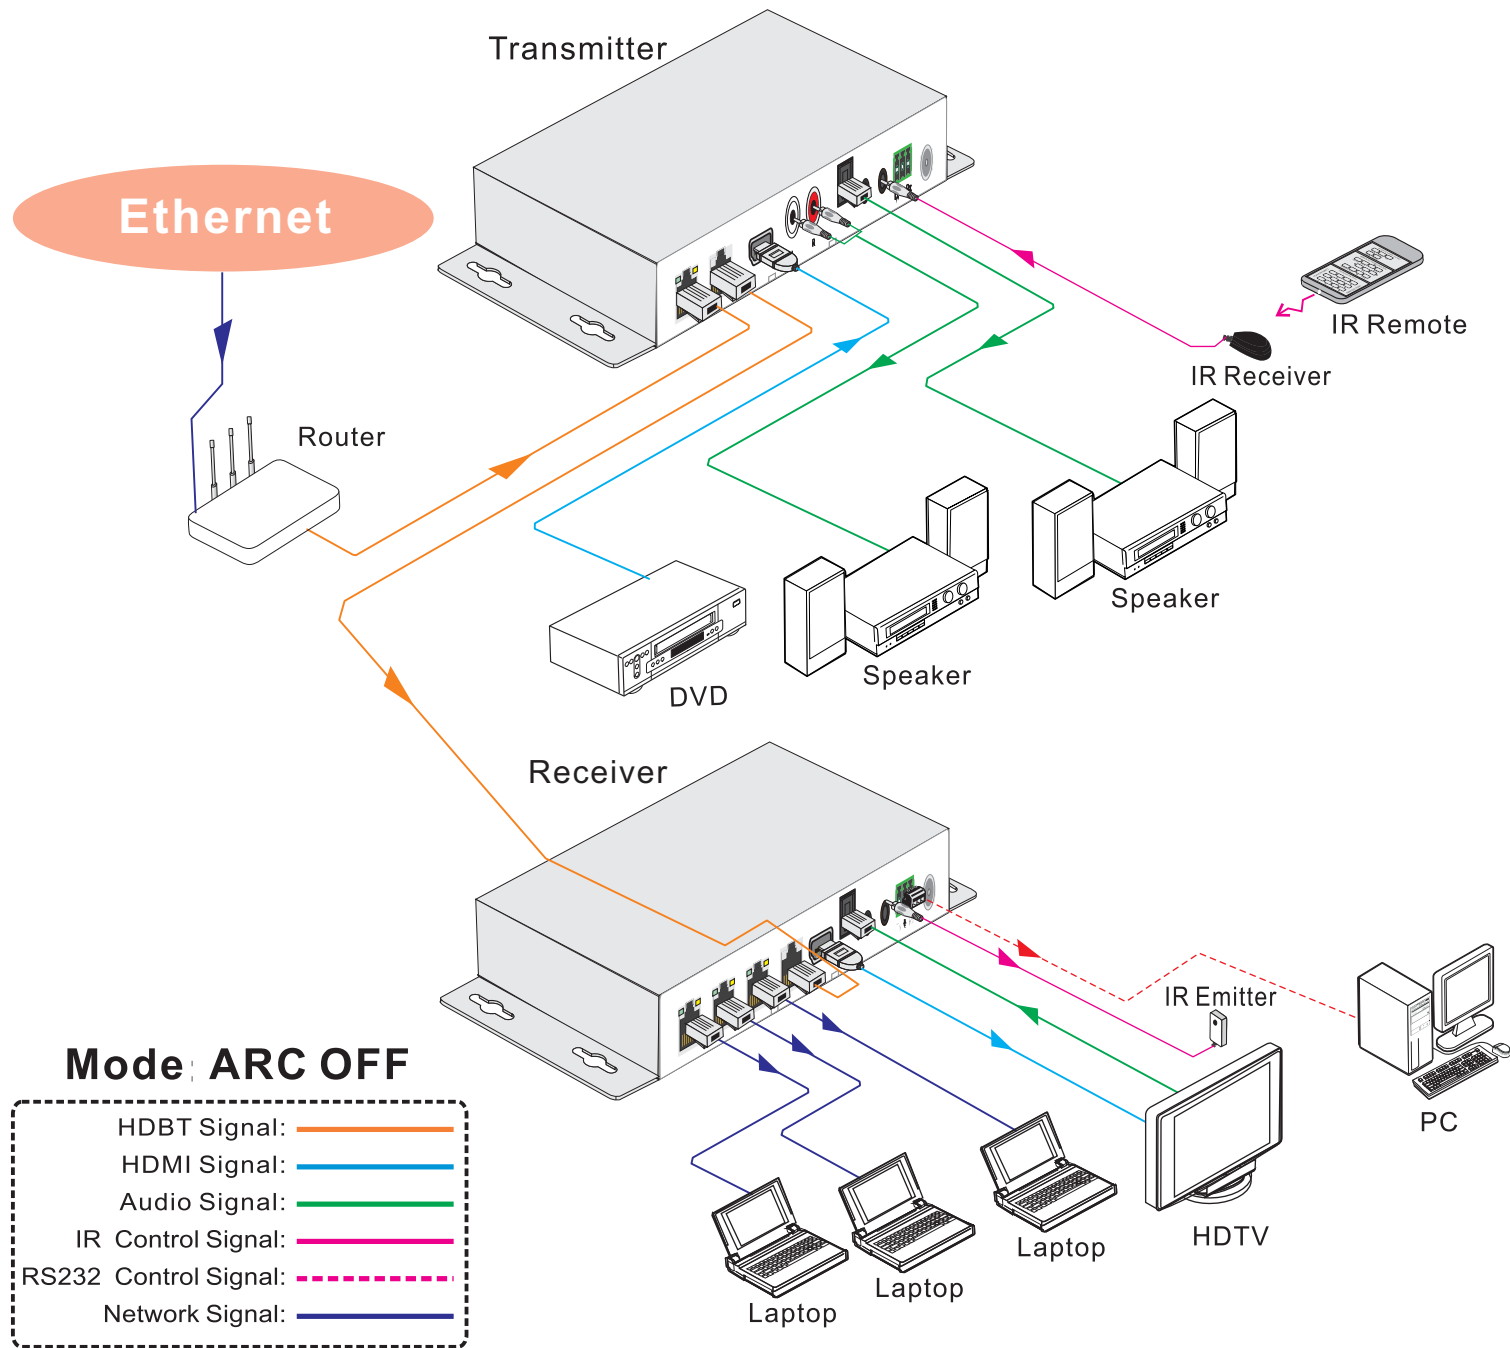 Transmitter
Ethernet
IR Remote
IR Receiver
Router
Speaker
Speaker
DVD
Receiver
IR Emitter
Mode: ARC OFF
PC
HDBT Signal:
HDMI Signal:
Audio Signal:
IR Control Signal:
RS232 Control Signal:
Network Signal:
HDTV
Laptop
Laptop
Laptop